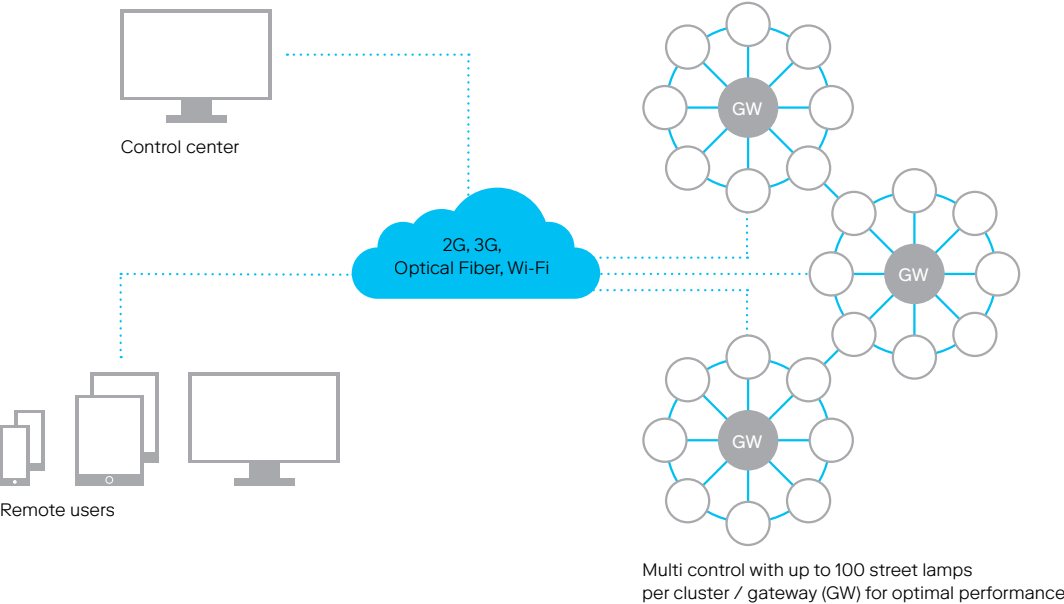 Control center
2G, 3G,
Optical Fiber, Wi-Fi
Remote users
GW
GW
GW
Multi control with up to 100 street lamps
per cluster / gateway (GW) for optimal performance